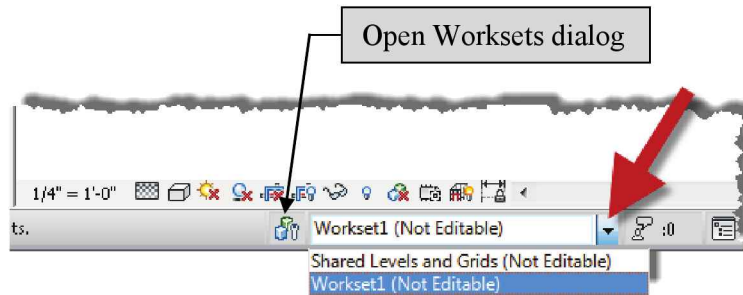 Open Worksets dialog
1/4" = 1'-0"
ts.
Workset1 (Not Editable)
:0
Shared Levels and Grids (Not Editable)
Workset1 (Not Editable)